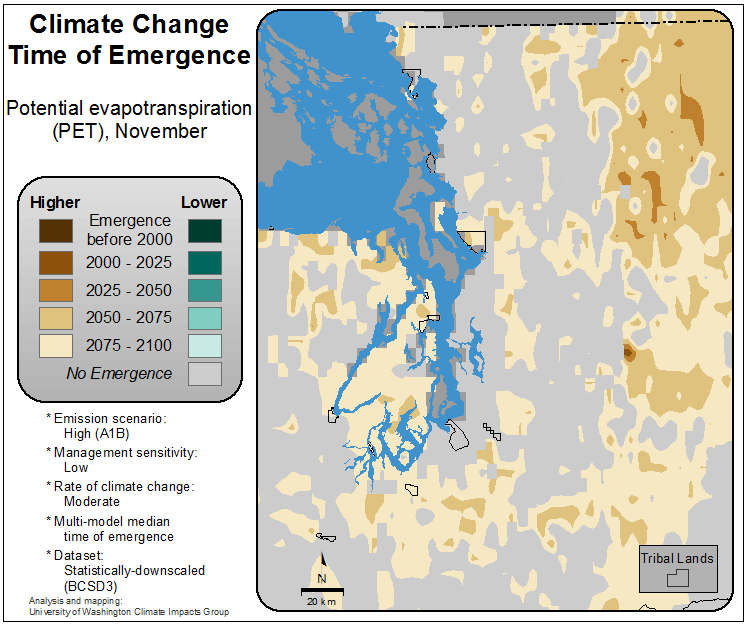 Climate Change
Time of Emergence
Potential evapotranspiration
(PET), November
Higher Lower
Emergence
before 2000
2000 - 2025
2025 - 2050
2050 - 2075
2075 - 2100
No Emergence
* Emission scenario:
High (A1B)
* Management sensitivity:
Low
* Rate of climate change:
Moderate
* Multi-model median
time of emergence
* Dataset:
Statistically-downscaled
(BCSD3)
Analysis and mapping:
University of Washington Climate Impacts Group
N
20 km
Tribal Lands